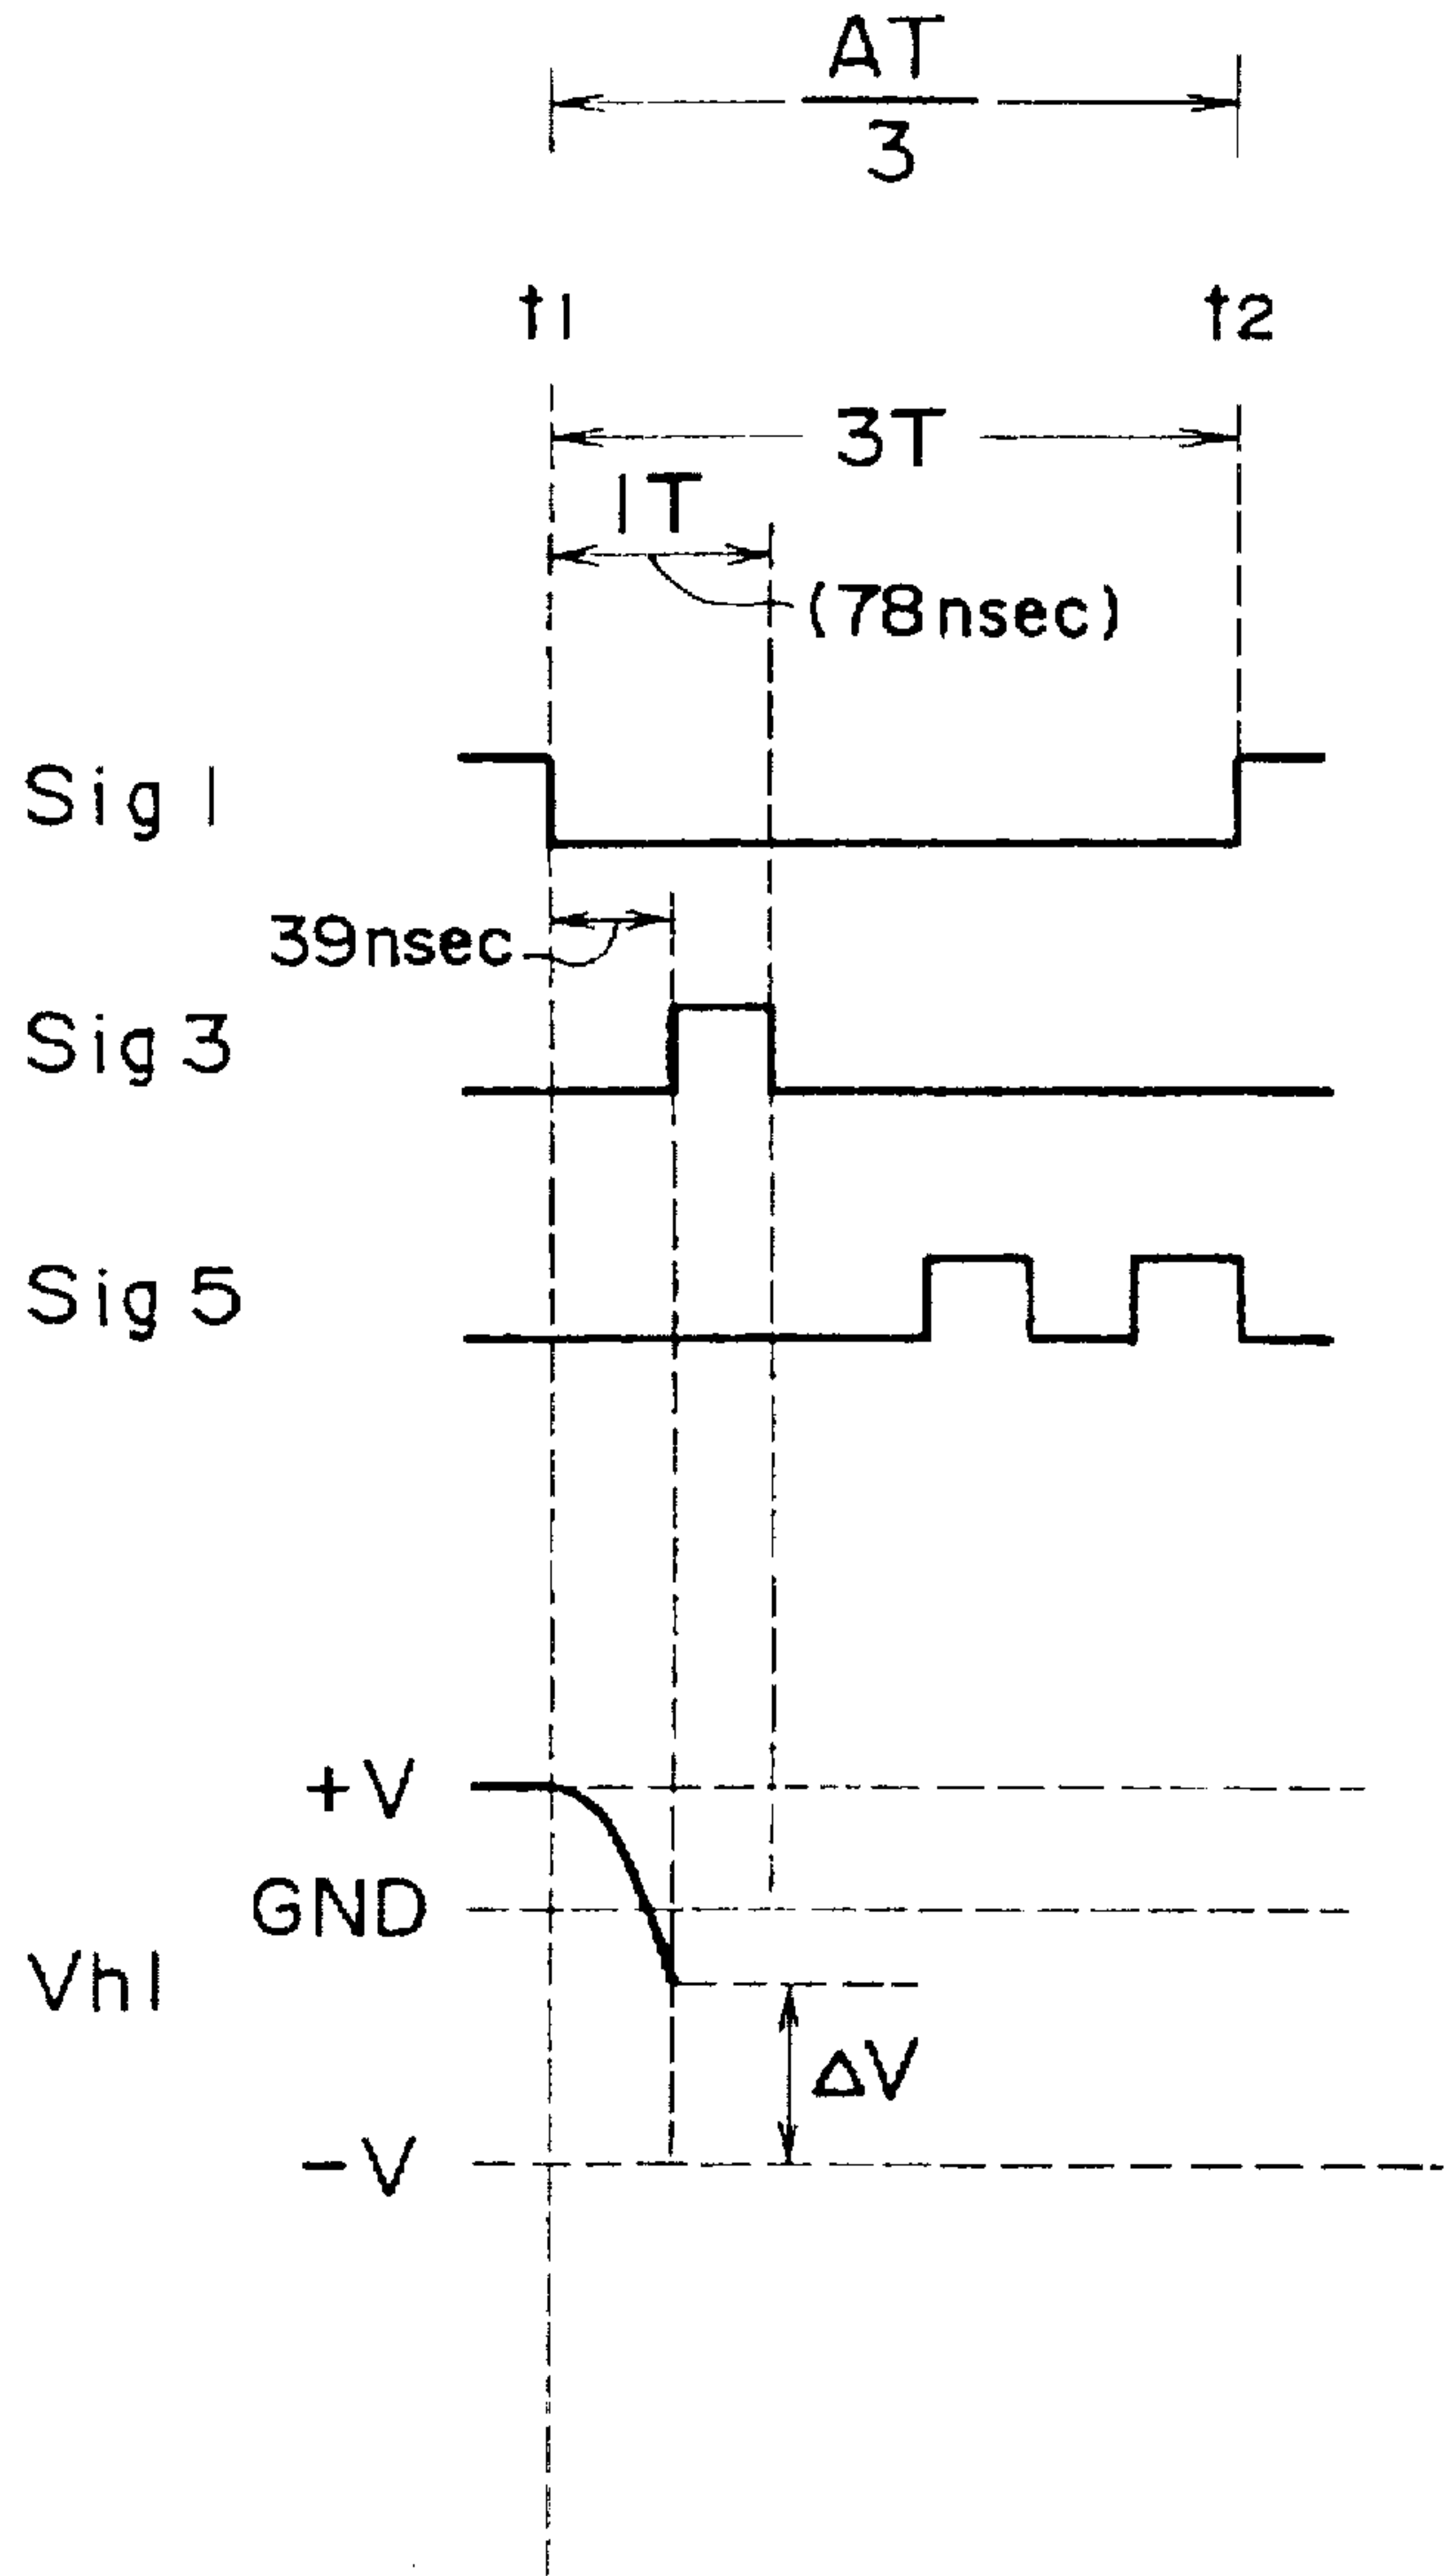 AT
3
t1 t2
3T
1T
(78nsec)
Sig 1
39nsec
Sig 3
Sig 5
+V
GND
Vh1
ΔV
-V